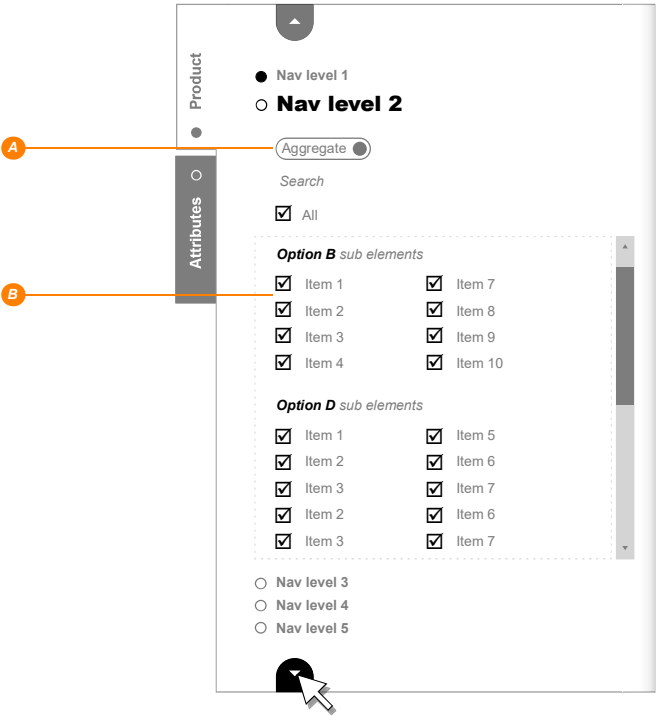 Product
Attributes
A
B
Nav level 1
Nav level 2
Aggregate
Search
All
Option B sub elements
Item 1 Item 7
Item 2 Item 8
Item 3 Item 9
Item 4 Item 10
Option D sub elements
Item 1 Item 5
Item 2 Item 6
Item 3 Item 7
Item 2 Item 6
Item 3 Item 7
Nav level 3
Nav level 4
Nav level 5